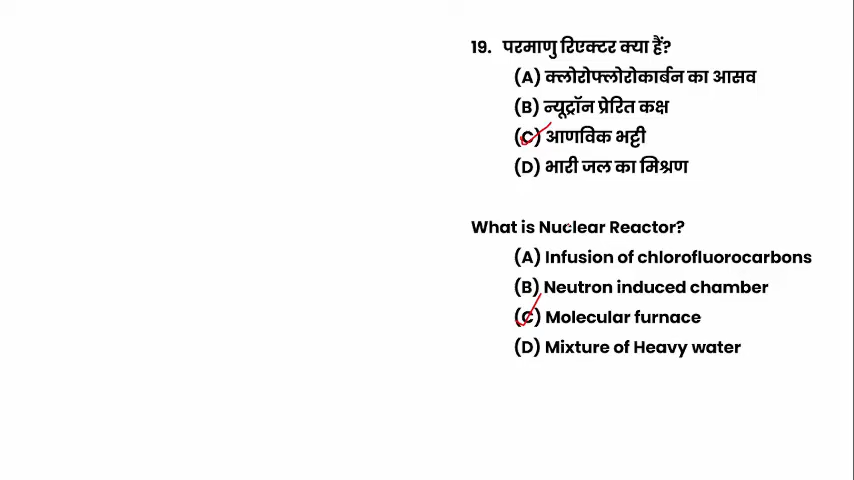 19. परमाणु रिएक्टर क्या हैं?
(A) क्लोरोफ्लोरोकार्बन का आसव
(B) न्यूट्रॉन प्रेरित कक्ष
(C) आणविक भट्टी
(D) भारी जल का मिश्रण
What is Nuclear Reactor?
(A) Infusion of chlorofluorocarbons
(B) Neutron induced chamber
(C) Molecular furnace
(D) Mixture of Heavy water